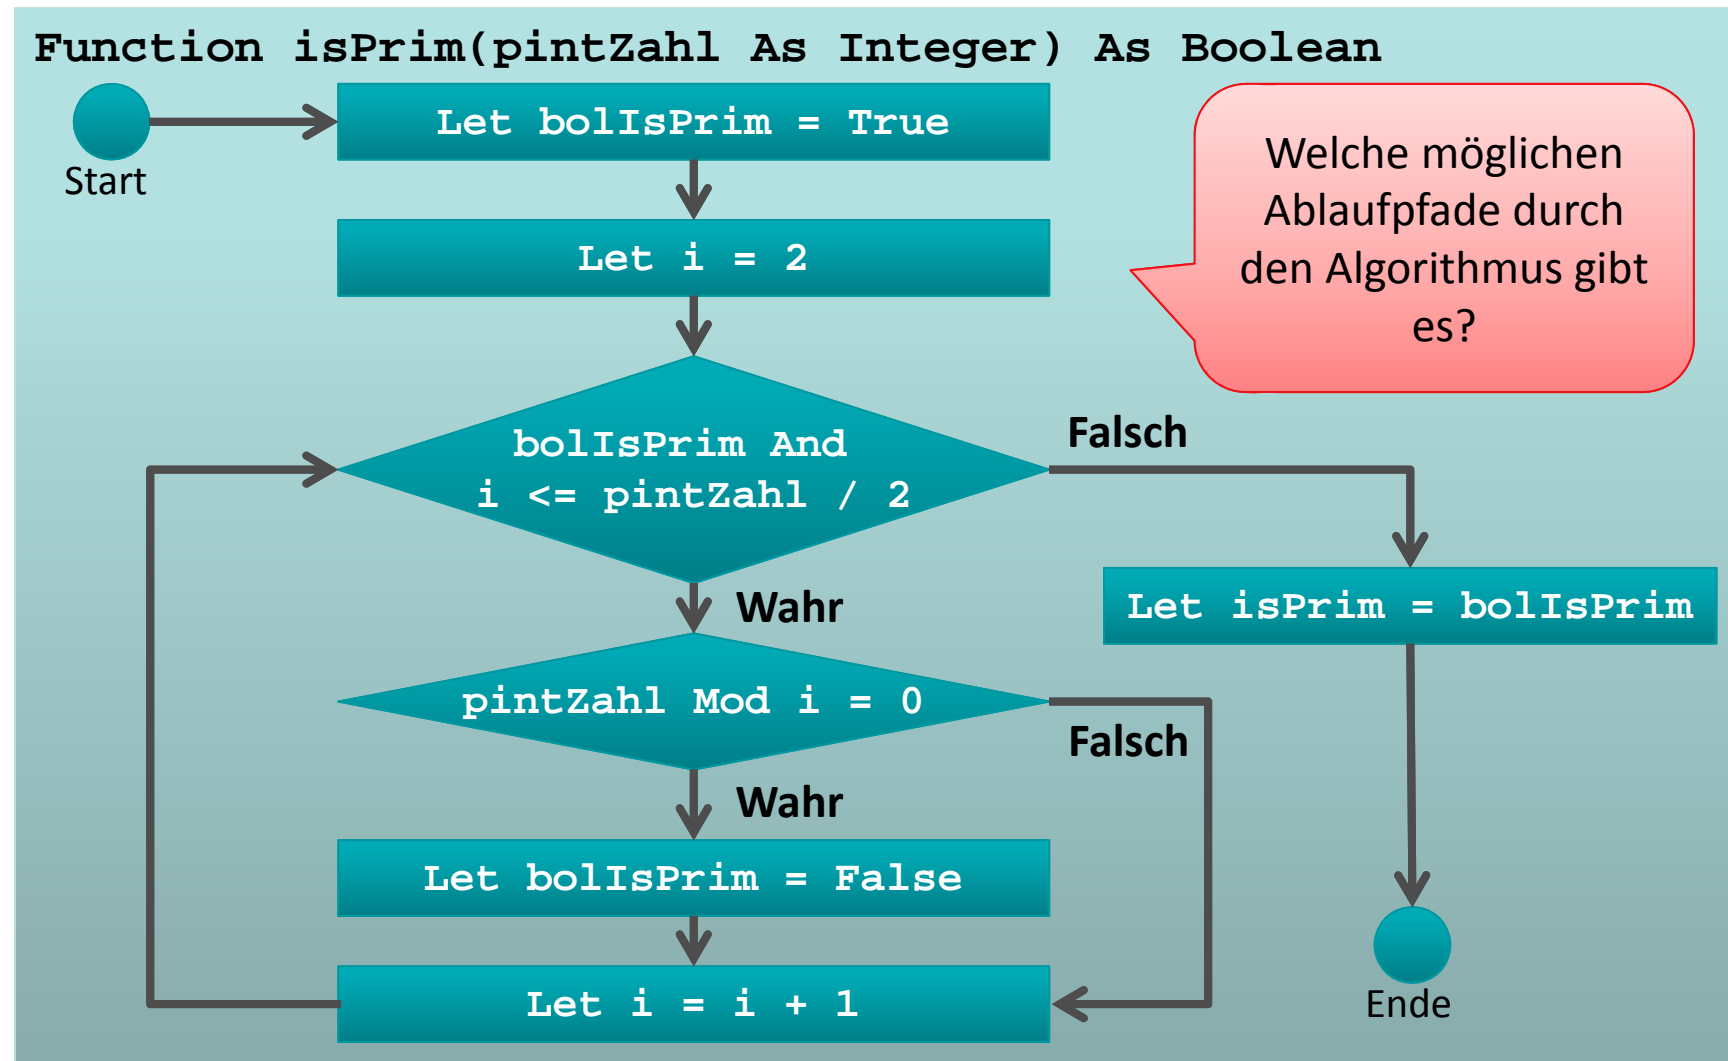 Function isPrim(pintZahl As Integer) As Boolean
Start
Let bolIsPrim = True
Welche möglichen
Ablaufpfade durch
den Algorithmus gibt
es?
Let i = 2
bolIsPrim And
i <= pintZahl / 2
Falsch
Wahr
Let isPrim = bolIsPrim
pintZahl Mod i = 0
Falsch
Wahr
Let bolIsPrim = False
Let i = i + 1
Ende